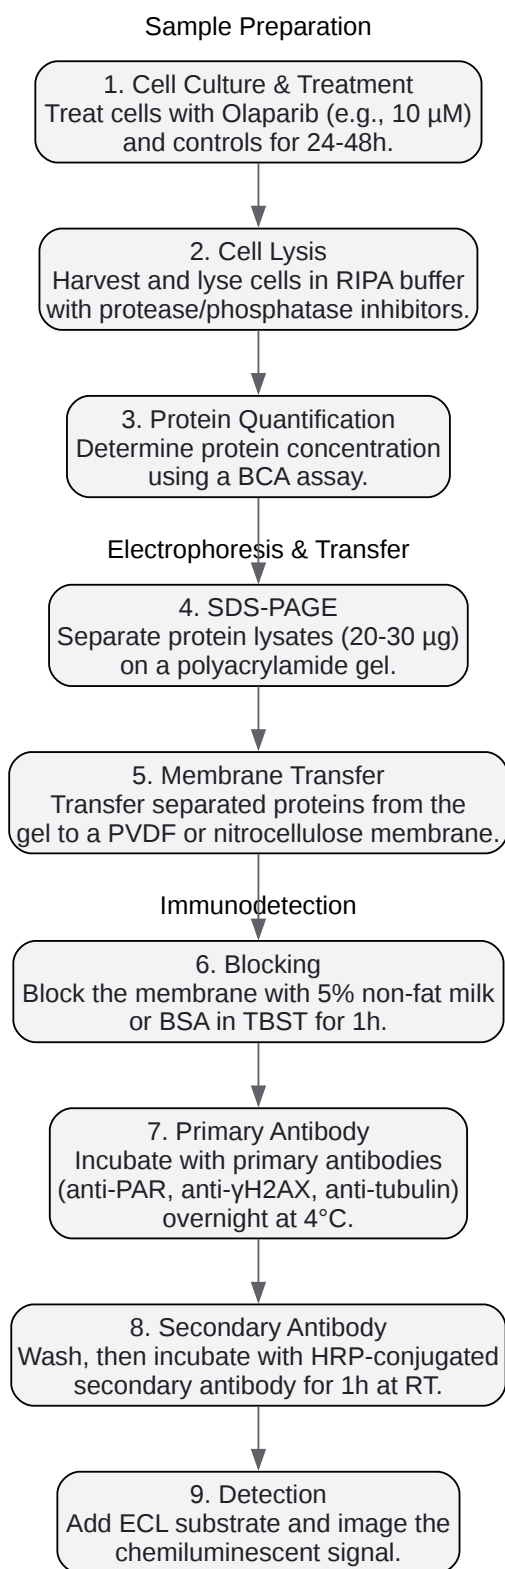 Sample Preparation
1. Cell Culture & Treatment
Treat cells with Olaparib (e.g., 10 µM)
and controls for 24-48h.
2. Cell Lysis
Harvest and lyse cells in RIPA buffer
with protease/phosphatase inhibitors.
3. Protein Quantification
Determine protein concentration
using a BCA assay.
Electrophoresis & Transfer
4. SDS-PAGE
Separate protein lysates (20-30 µg)
on a polyacrylamide gel.
5. Membrane Transfer
Transfer separated proteins from the
gel to a PVDF or nitrocellulose membrane.
Immunodetection
6. Blocking
Block the membrane with 5% non-fat milk
or BSA in TBST for 1h.
7. Primary Antibody
Incubate with primary antibodies
(anti-PAR, anti-γH2AX, anti-tubulin)
overnight at 4°C.
8. Secondary Antibody
Wash, then incubate with HRP-conjugated
secondary antibody for 1h at RT.
9. Detection
Add ECL substrate and image the
chemiluminescent signal.